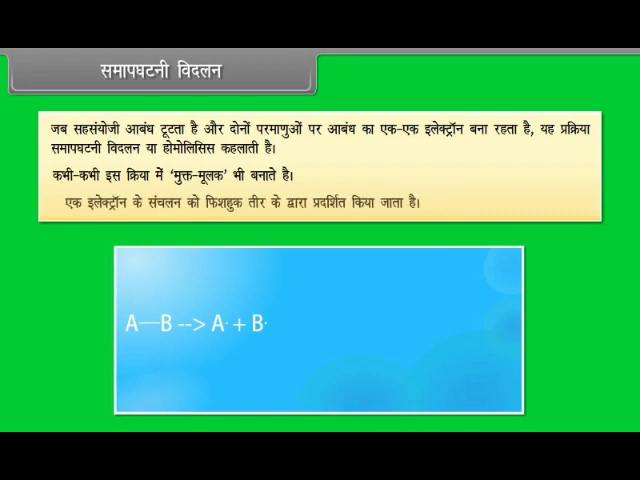 समापघटनी विदलन
जब सहसंयोजी आबंध टूटता है और दोनों परमाणुओं पर आबंध का एक-एक इलेक्ट्रॉन बना रहता है, यह प्रक्रिया
समापघटनी विदलन या होमोलिसिस कहलाती है।
कभी-कभी इस क्रिया में ‘मुक्त-मूलक’ भी बनाते है।
एक इलेक्ट्रॉन के संचलन को फिशहुक तीर के द्वारा प्रदर्शित किया जाता है।
A—B --> A· + B·